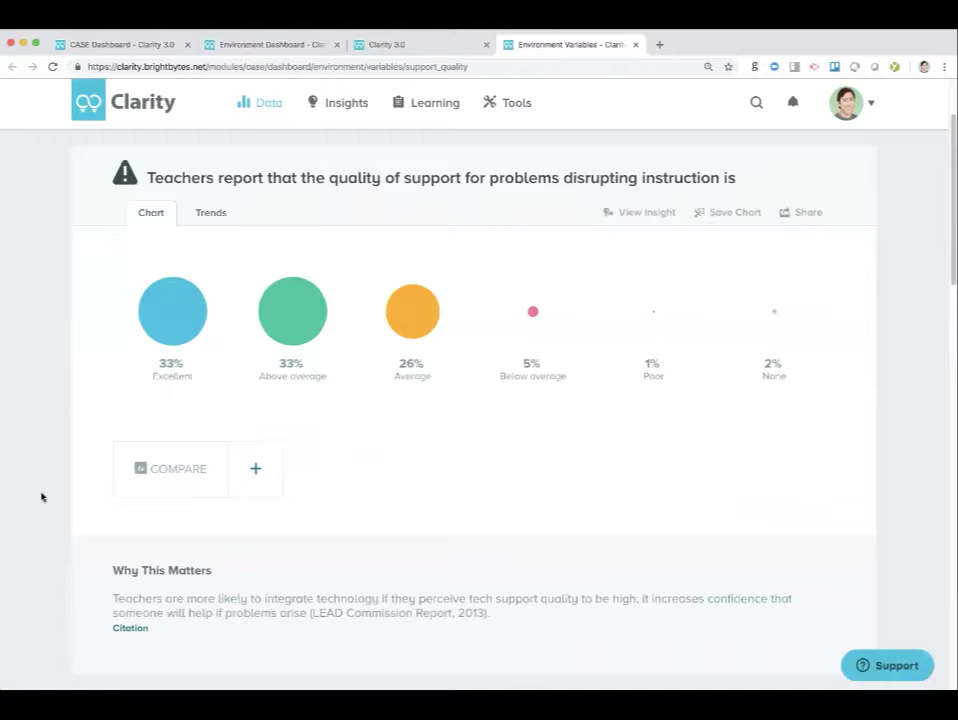 CASE Dashboard - Clarity 3.0
Environment Dashboard - Cla
Clarity 3.0
Environment Variables - Clarit
https://clarity.brightbytes.net/modules/case/dashboard/environment/variables/support_quality
Clarity
Data
Insights
Learning
Tools
Teachers report that the quality of support for problems disrupting instruction is
Chart
Trends
View Insight
Save Chart
Share
33%
33%
26%
5%
1%
2%
Excellent
Above average
Average
Below average
Poor
None
COMPARE
+
Why This Matters
Teachers are more likely to integrate technology if they perceive tech support quality to be high; it increases confidence that
someone will help if problems arise (LEAD Commission Report, 2013).
Citation
Support